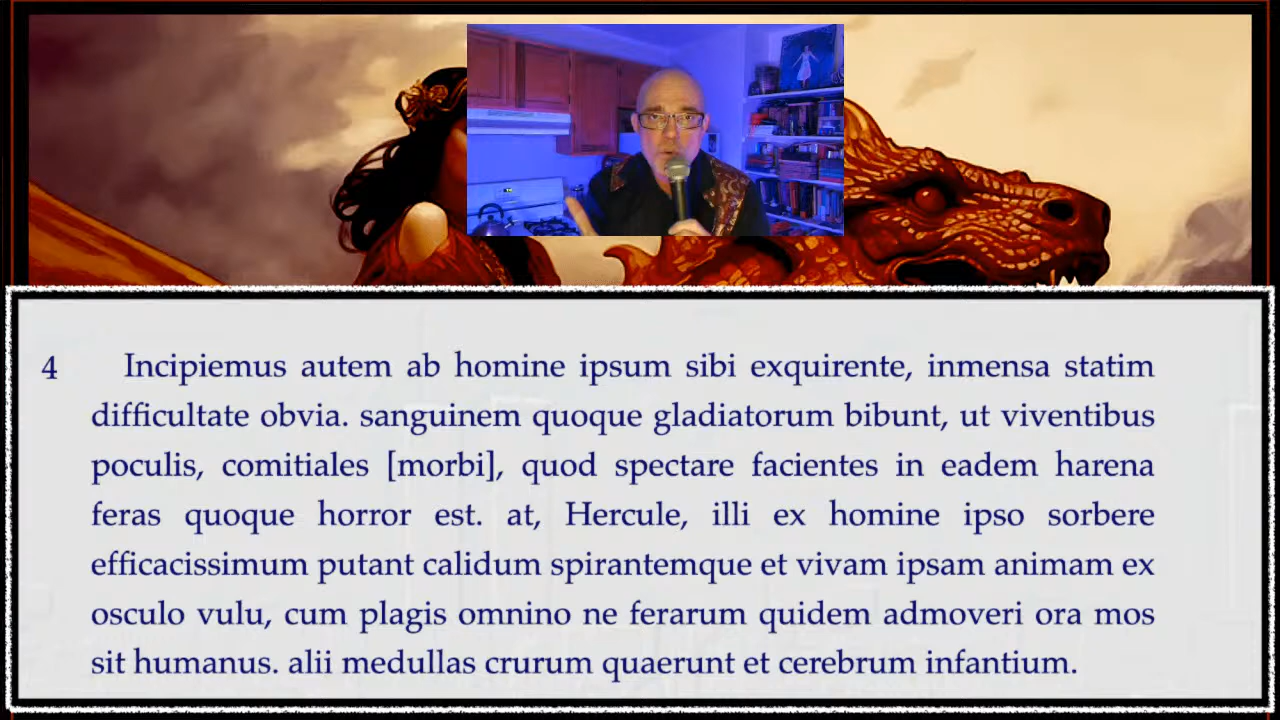 4 Incipiemus autem ab homine ipsum sibi exquirente, inmensa statim
difficultate obvia. sanguinem quoque gladiatorum bibunt, ut viventibus
poculis, comitiales [morbi], quod spectare facientes in eadem harena
feras quoque horror est. at, Hercule, illi ex homine ipso sorbere
efficacissimum putant calidum spirantemque et vivam ipsam animam ex
osculo vulu, cum plagis omnino ne ferarum quidem admoveri ora mos
sit humanus. alii medullas crurum quaerunt et cerebrum infantium.